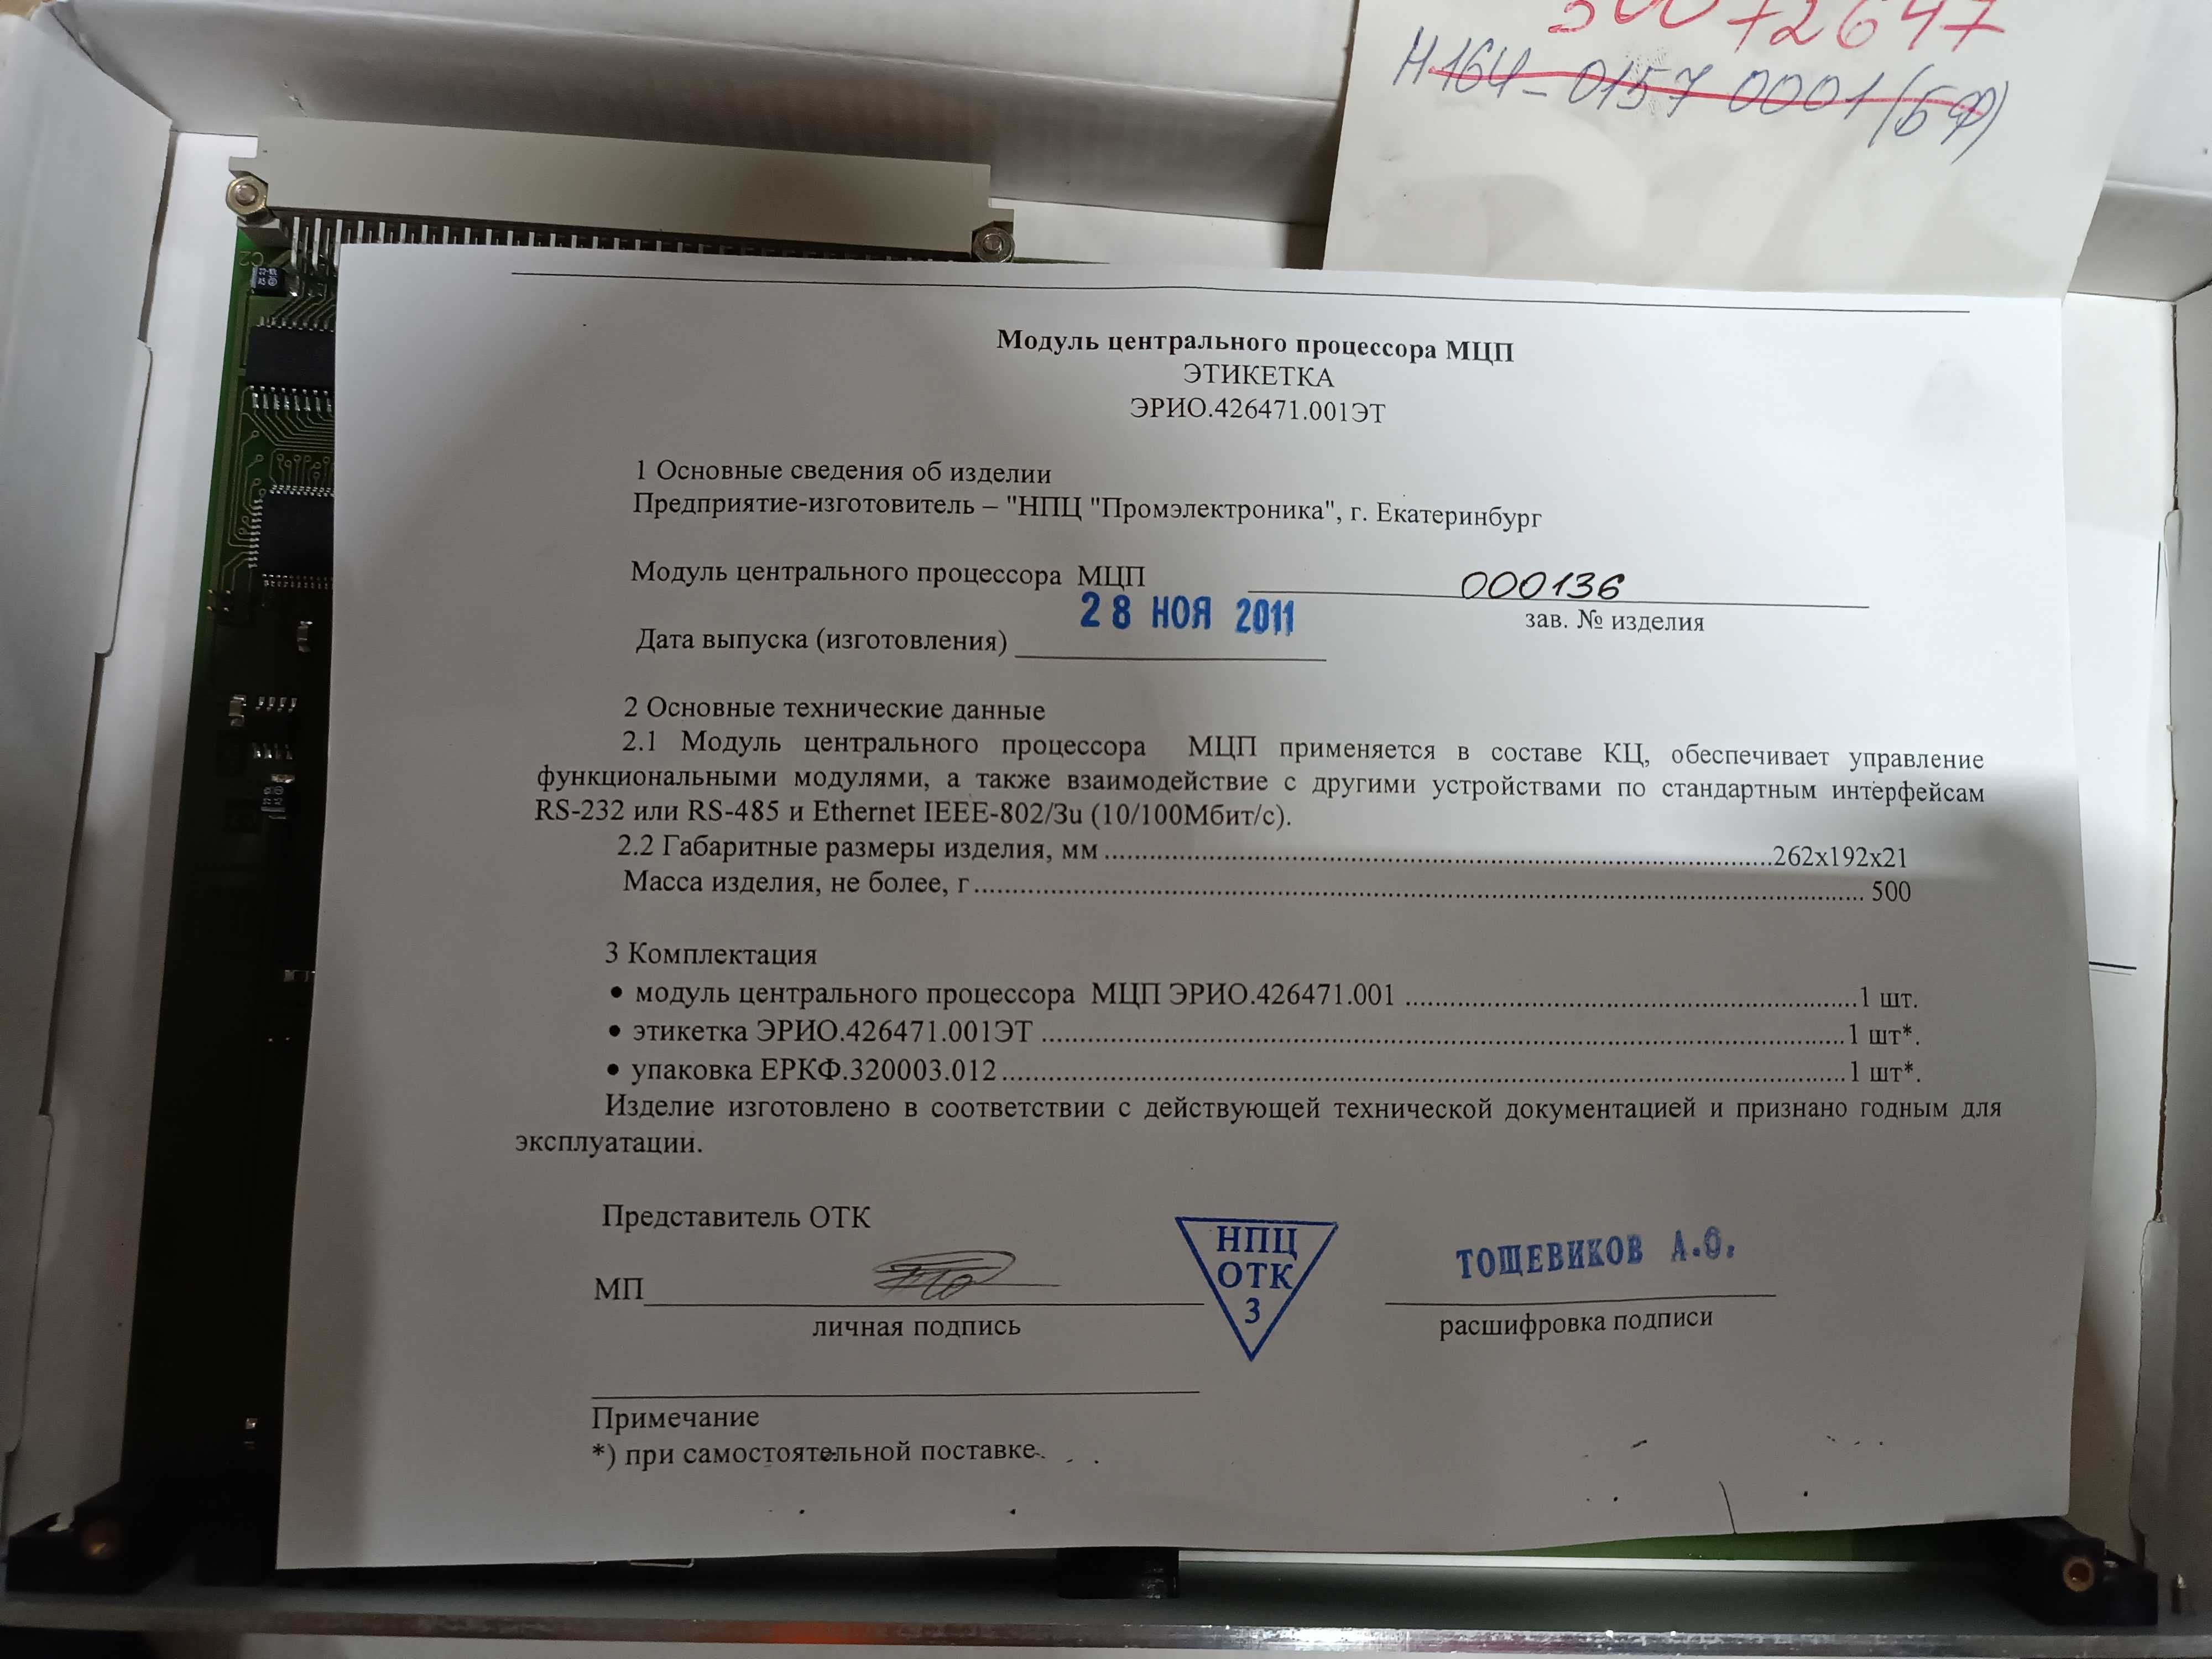 30072647
Н164-0157 0001 (БФ)
Модуль центрального процессора МЦП
ЭТИКЕТКА
ЭРИО.426471.001ЭТ
1 Основные сведения об изделии
Предприятие-изготовитель – "НПЦ "Промэлектроника", г. Екатеринбург
Модуль центрального процессора МЦП 000136
зав. № изделия
28 НОЯ 2011
Дата выпуска (изготовления)
2 Основные технические данные
2.1 Модуль центрального процессора МЦП применяется в составе КЦ, обеспечивает управление
функциональными модулями, а также взаимодействие с другими устройствами по стандартным интерфейсам
RS-232 или RS-485 и Ethernet IEEE-802/3u (10/100Мбит/с).
2.2 Габаритные размеры изделия, мм ........ 262х192х21
Масса изделия, не более, г ........ 500
3 Комплектация
• модуль центрального процессора МЦП ЭРИО.426471.001 ........ 1 шт.
• этикетка ЭРИО.426471.001ЭТ ........ 1 шт*.
• упаковка ЕРКФ.320003.012 ........ 1 шт*.
Изделие изготовлено в соответствии с действующей технической документацией и признано годным для
эксплуатации.
Представитель ОТК
НПЦ
ОТК
3
ТОЩЕВИКОВ А.О.
МП
личная подпись
расшифровка подписи
Примечание
*) при самостоятельной поставке.